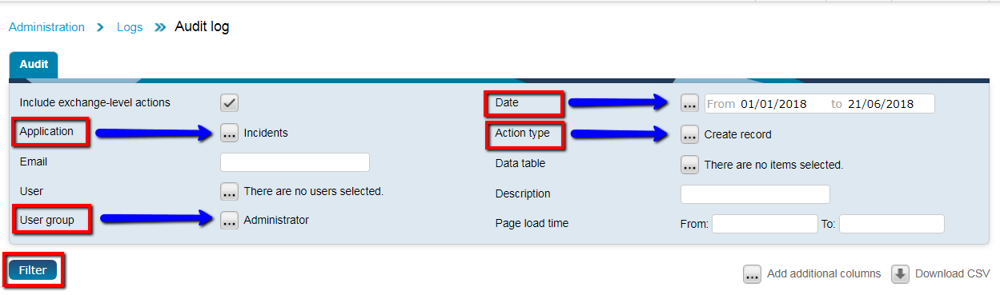 Administration Logs Audit log
Audit
Include exchange-level actions
Application ... Incidents
Email
User ... There are no users selected.
User group ... Administrator
Date ... From 01/01/2018 to 21/06/2018
Action type ... Create record
Data table ... There are no items selected.
Description
Page load time From: To:
Filter
... Add additional columns Download CSV